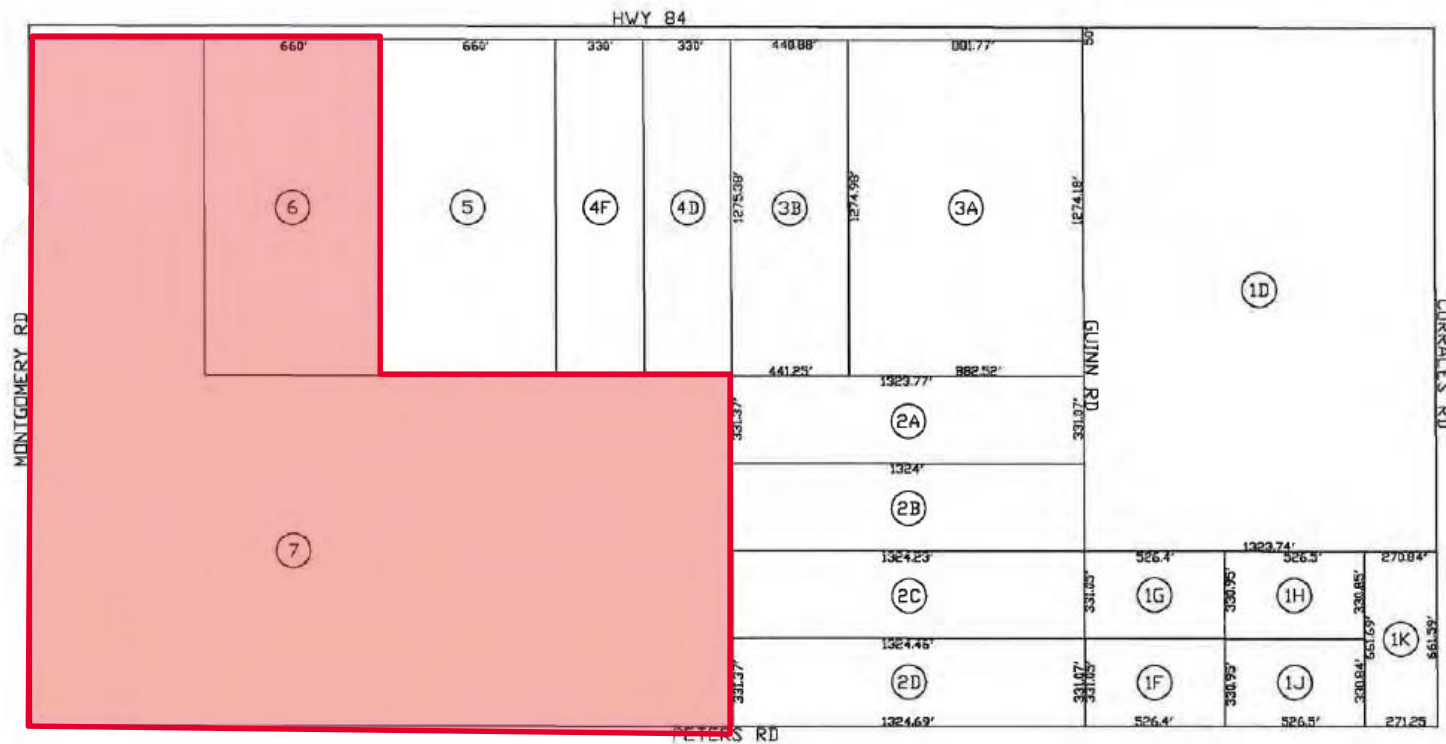 HWY 84
660'
660'
330'
330'
440.88'
881.77'
50'
1275.38'
1274.98'
1274.18'
6
5
4F
4D
3B
3A
1D
MONTGOMERY RD
GUINN RD
CORRALES RD
441.25'
882.52'
1323.77'
331.37'
2A
331.07'
1324'
2B
7
1324.23'
526.4'
1323.74'
526.5'
270.84'
2C
331.05'
1G
330.95'
1H
330.85'
661.69'
1K
661.59'
1324.46'
331.37'
2D
331.07'
331.05'
1F
330.95'
1J
330.84'
1324.69'
526.4'
526.5'
271.25
PETERS RD